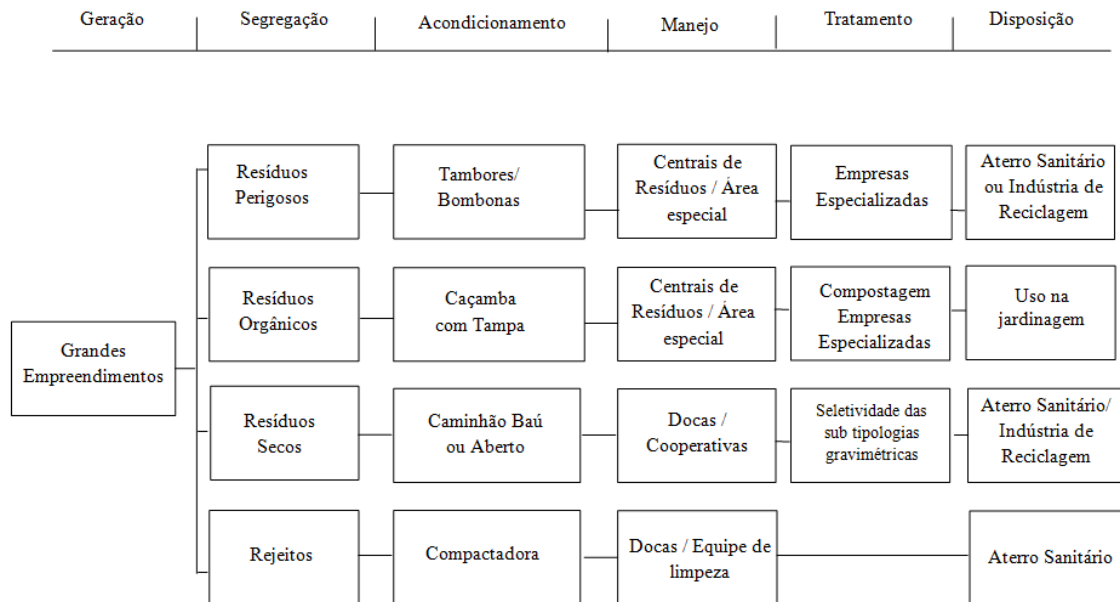 Geração
Segregação
Acondicionamento
Manejo
Tratamento
Disposição
Resíduos
Perigosos
Tambores/
Bombonas
Centrais de
Resíduos / Área
especial
Empresas
Especializadas
Aterro Sanitário
ou Indústria de
Reciclagem
Grandes
Empreendimentos
Resíduos
Orgânicos
Caçamba
com Tampa
Centrais de
Resíduos / Área
especial
Compostagem
Empresas
Especializadas
Uso na
jardinagem
Resíduos
Secos
Caminhão Baú
ou Aberto
Docas /
Cooperativas
Seletividade das
sub tipologias
gravimétricas
Aterro Sanitário/
Indústria de
Reciclagem
Rejeitos
Compactadora
Docas / Equipe de
limpeza
Aterro Sanitário